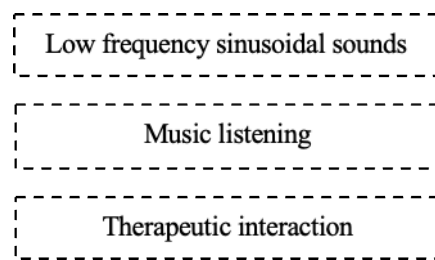 Low frequency sinusoidal sounds
Music listening
Therapeutic interaction